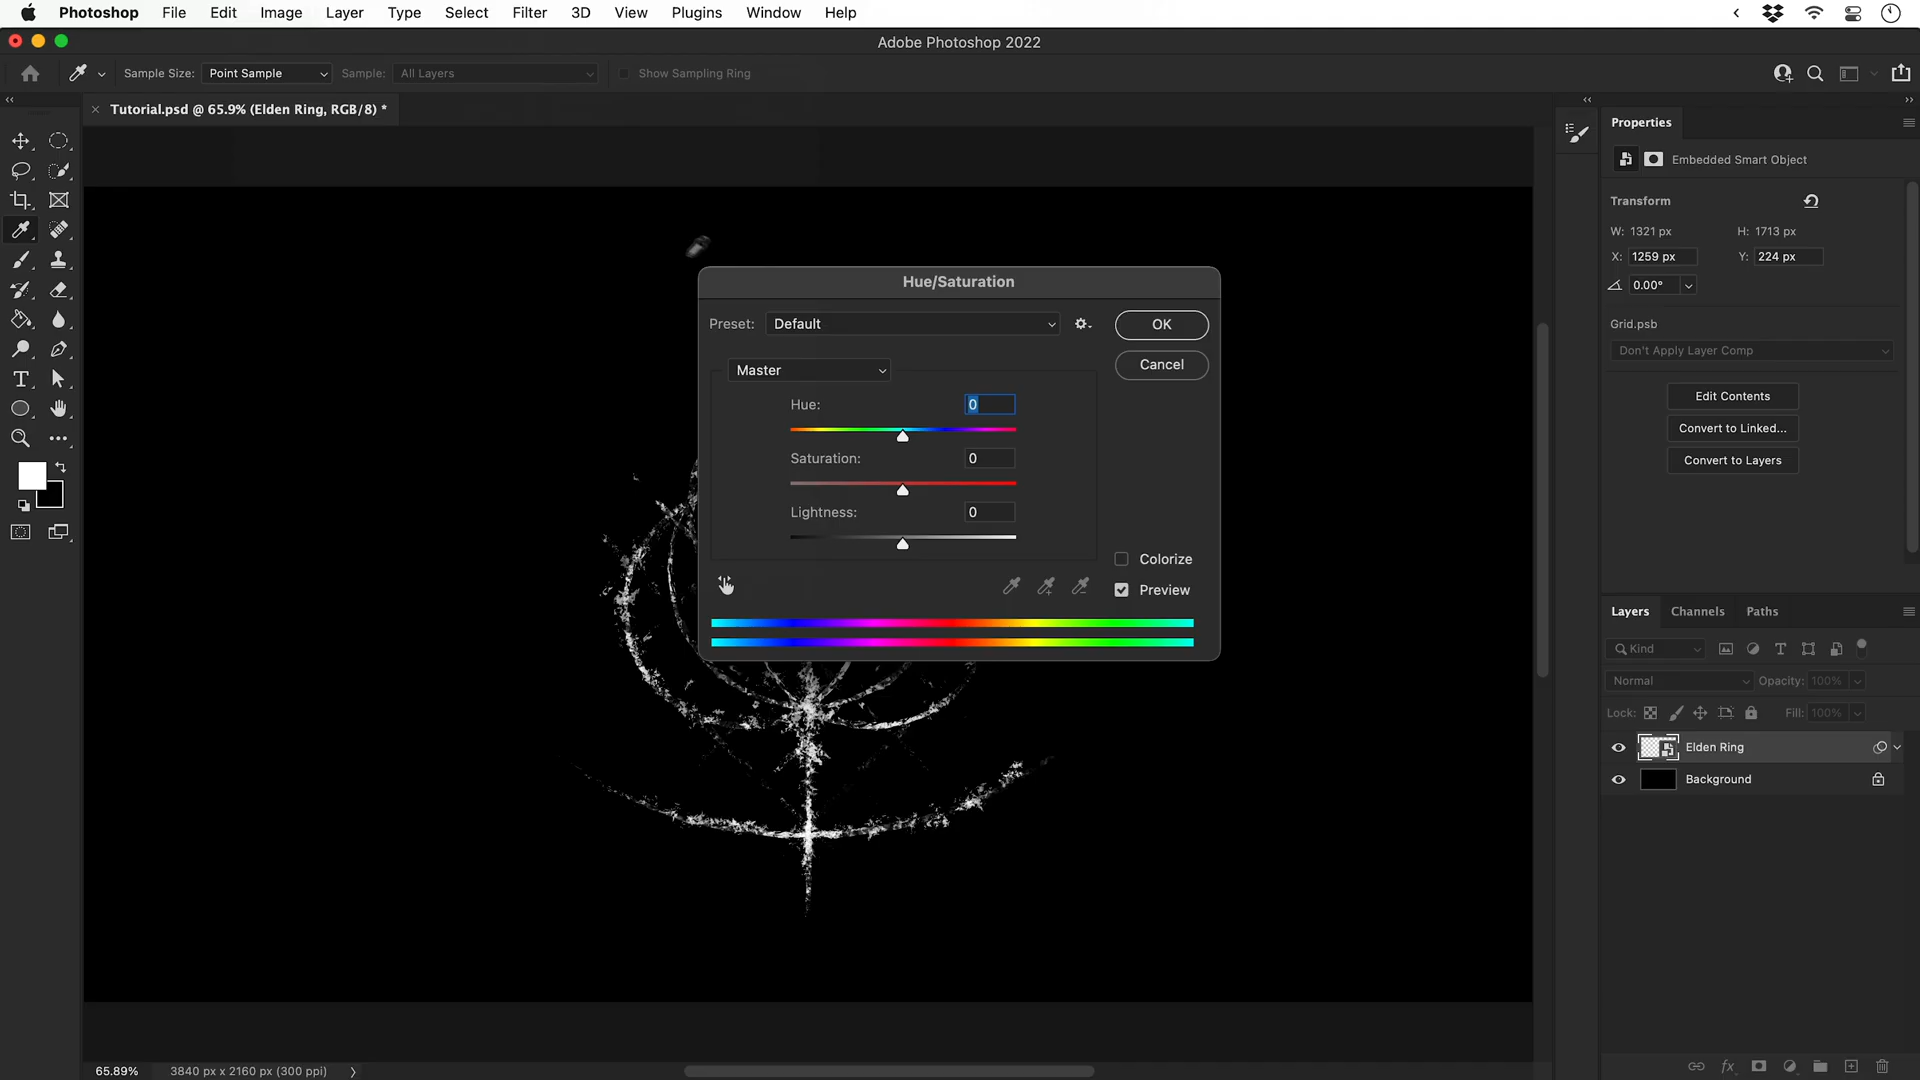 Photoshop File Edit Image Layer Type Select Filter 3D View Plugins Window Help
Adobe Photoshop 2022
Sample Size: Point Sample Sample: All Layers Show Sampling Ring
Tutorial.psd @ 65.9% (Elden Ring, RGB/8) *
Properties
Embedded Smart Object
Transform
W: 1321 px H: 1713 px
X: 1259 px Y: 224 px
0.00°
Grid.psb
Don't Apply Layer Comp
Edit Contents
Convert to Linked...
Convert to Layers
Hue/Saturation
Preset: Default
OK
Cancel
Master
Hue: 0
Saturation: 0
Lightness: 0
Colorize
Preview
Layers Channels Paths
Kind
Normal Opacity: 100%
Lock: Fill: 100%
Elden Ring
Background
65.89% 3840 px x 2160 px (300 ppi)